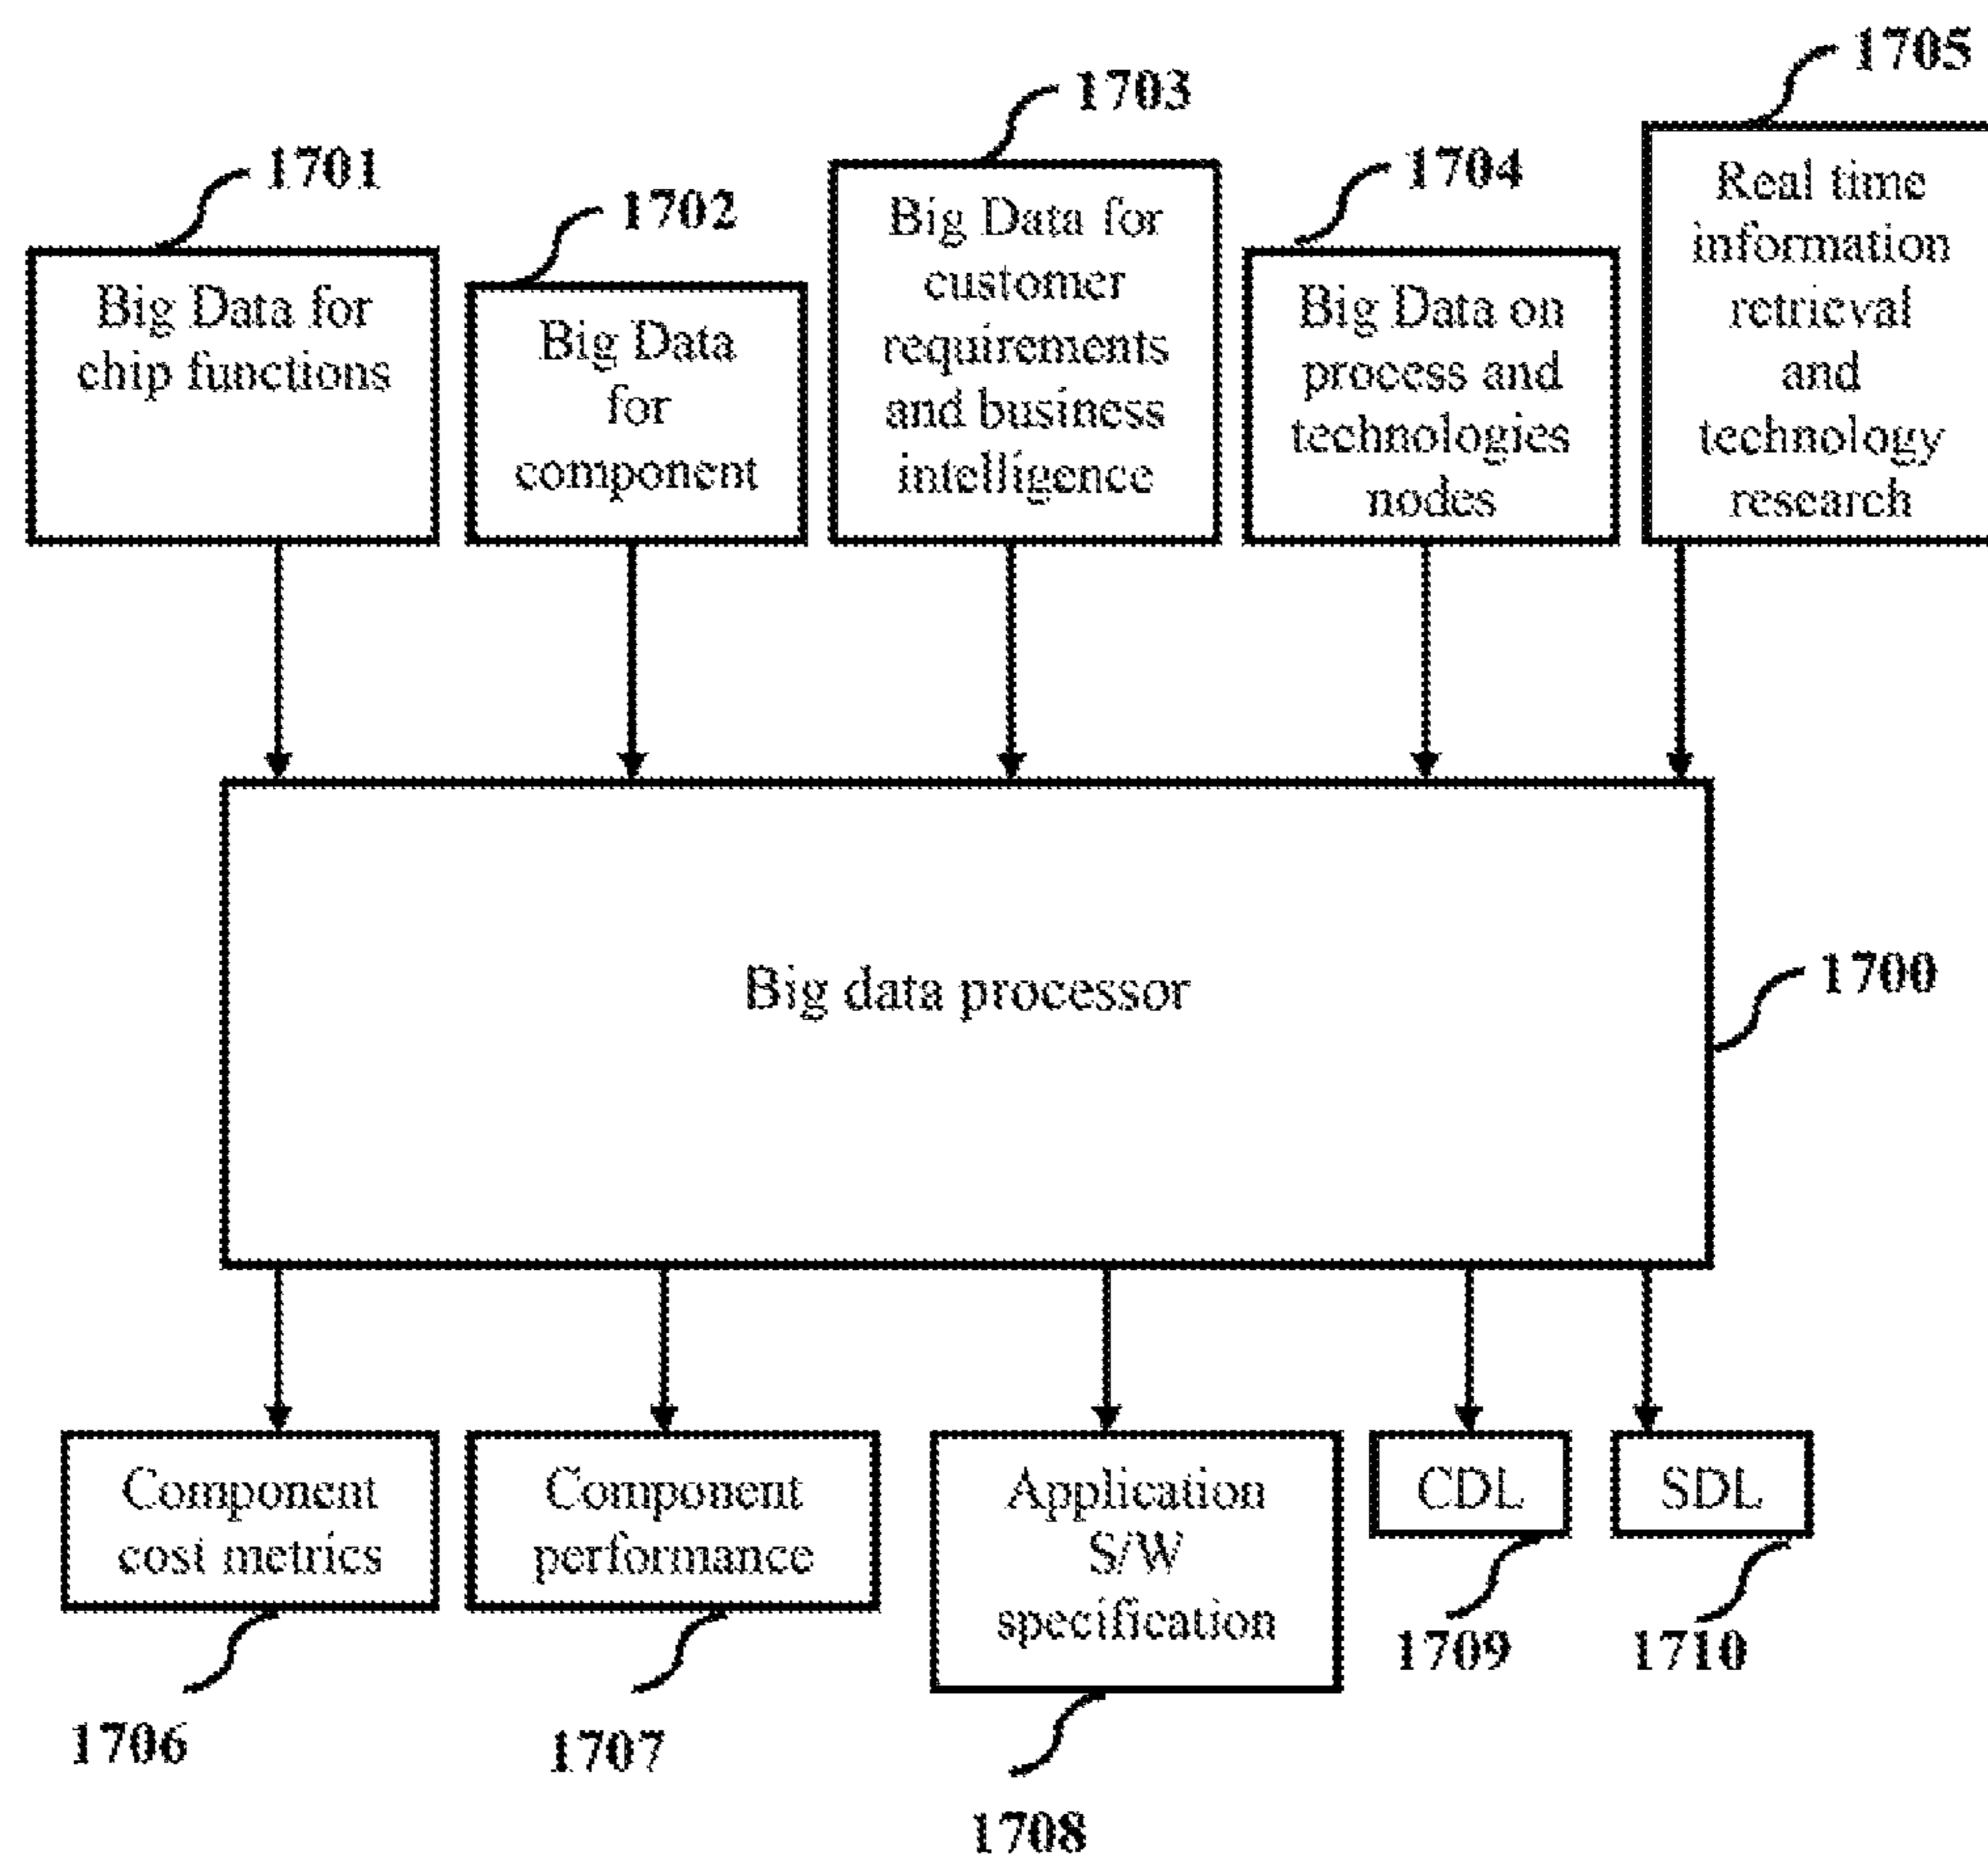 1701
Big Data for
chip functions
1702
Big Data
for
component
1703
Big Data for
customer
requirements
and business
intelligence
1704
Big Data on
process and
technologies
nodes
1705
Real time
information
retrieval
and
technology
research
Big data processor
1700
Component
cost metrics
1706
Component
performance
1707
Application
S/W
specification
1708
CDL
1709
SDL
1710